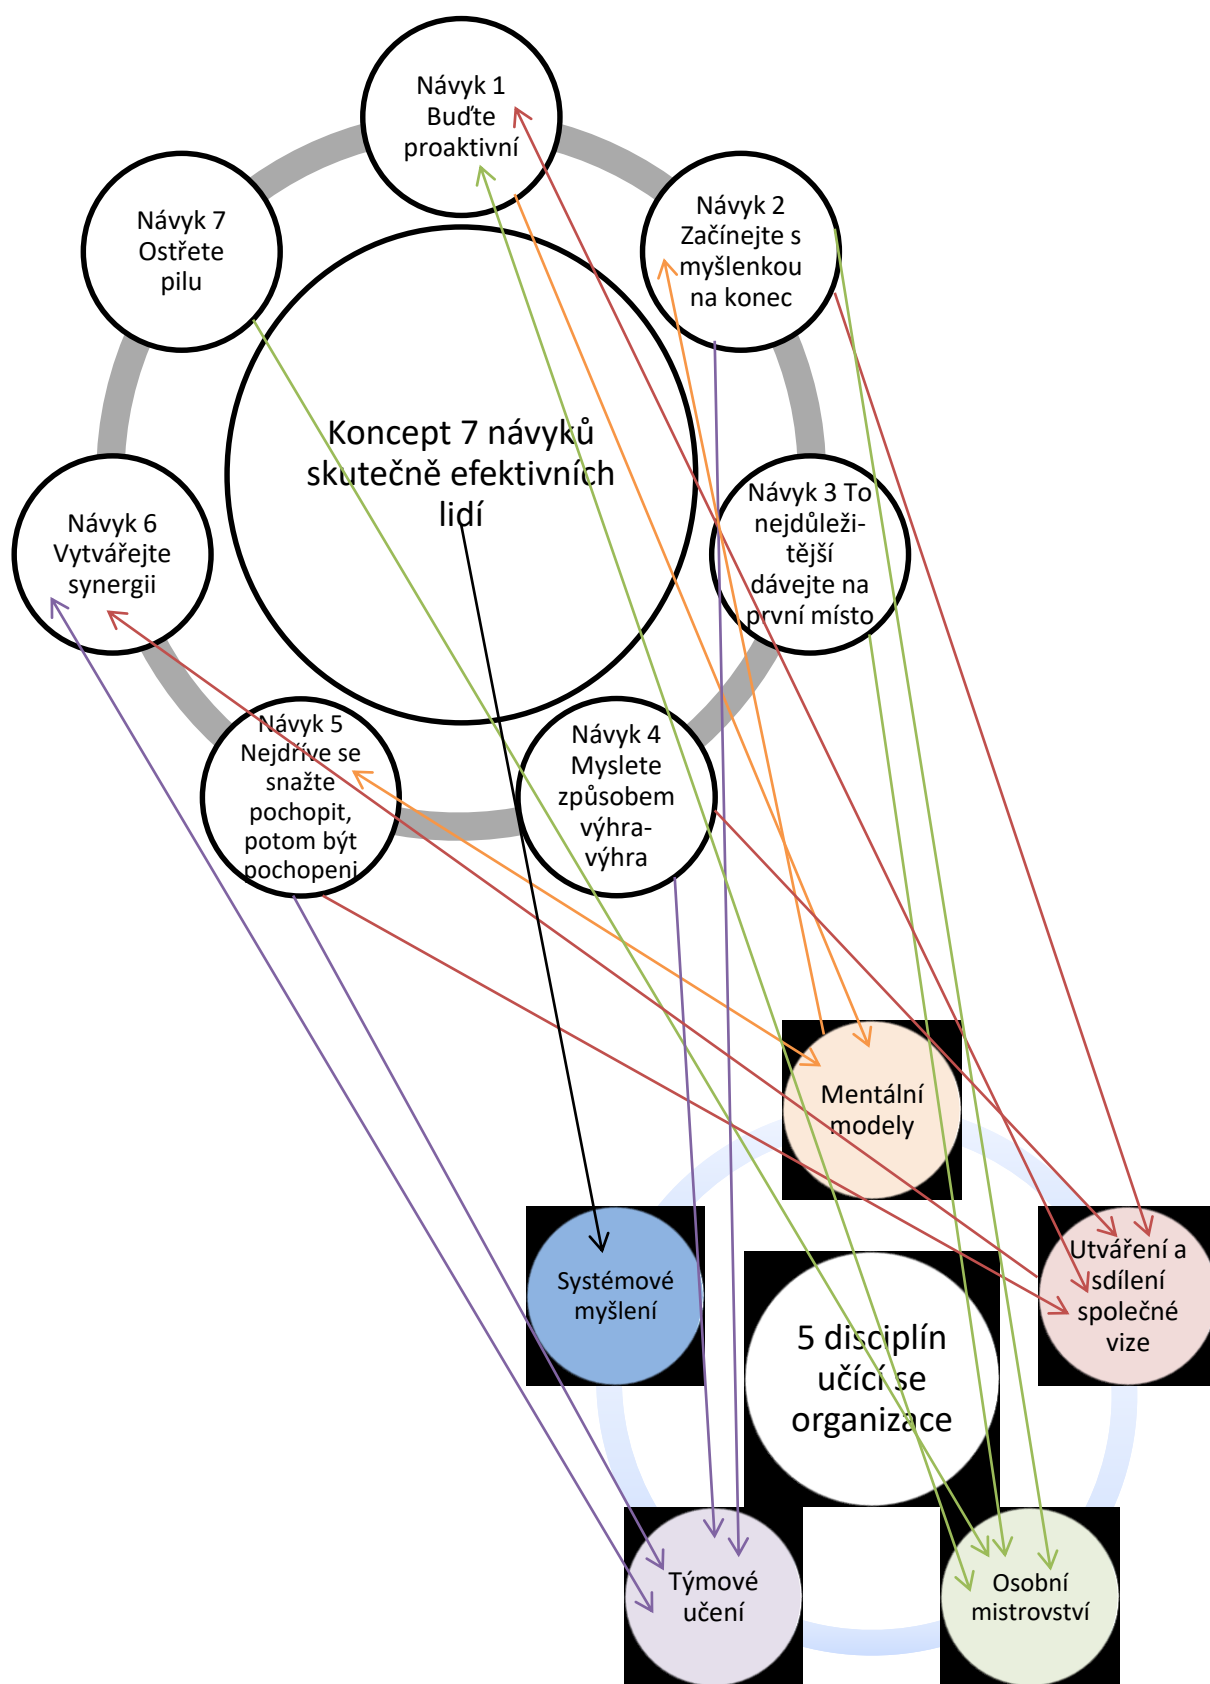 Návyk 1
Buďte
proaktivní
Návyk 2
Začínejte s
myšlenkou
na konec
Návyk 3 To
nejdůleži-
tější
dávejte na
první místo
Návyk 4
Myslete
způsobem
výhra-
výhra
Návyk 5
Nejdříve se
snažte
pochopit,
potom být
pochopeni
Návyk 6
Vytvářejte
synergii
Návyk 7
Ostřete
pilu
Koncept 7 návyků
skutečně efektivních
lidí
Mentální
modely
Utváření a
sdílení
společné
vize
Osobní
mistrovství
Týmové
učení
Systémové
myšlení
5 disciplín
učící se
organizace